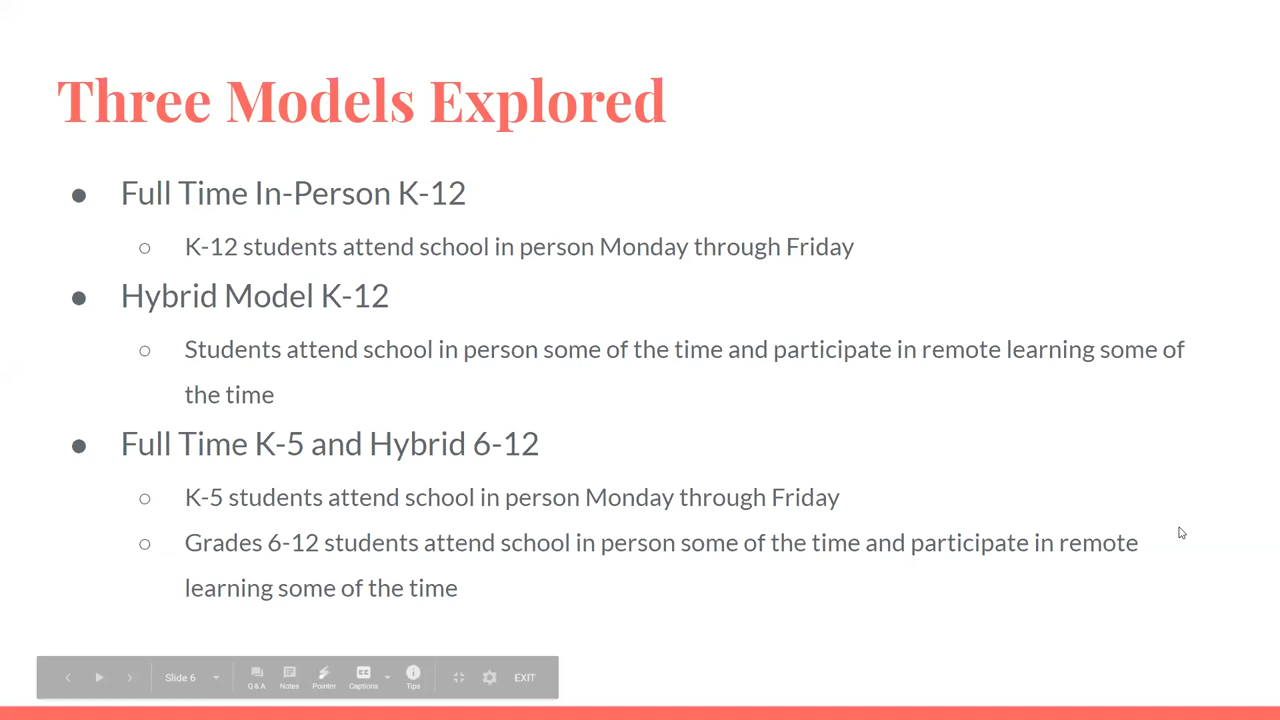 Three Models Explored
● Full Time In-Person K-12
○ K-12 students attend school in person Monday through Friday
● Hybrid Model K-12
○ Students attend school in person some of the time and participate in remote learning some of
the time
● Full Time K-5 and Hybrid 6-12
○ K-5 students attend school in person Monday through Friday
○ Grades 6-12 students attend school in person some of the time and participate in remote
learning some of the time
Slide 6 Q & A Notes Pointer Captions Tips EXIT